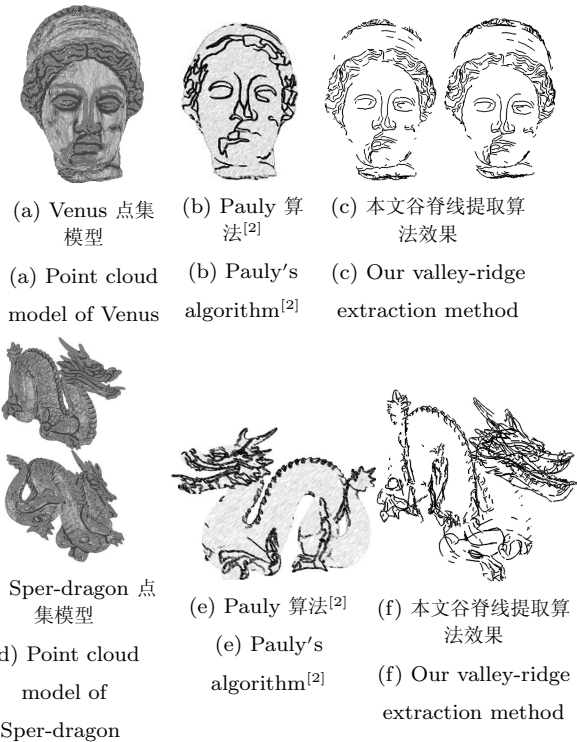 (a) Venus 点集
模型
(a) Point cloud
model of Venus
(b) Pauly 算
法[2]
(b) Pauly's
algorithm[2]
(c) 本文谷脊线提取算
法效果
(c) Our valley-ridge
extraction method
Sper-dragon 点
集模型
d) Point cloud
model of
Sper-dragon
(e) Pauly 算法[2]
(e) Pauly's
algorithm[2]
(f) 本文谷脊线提取算
法效果
(f) Our valley-ridge
extraction method